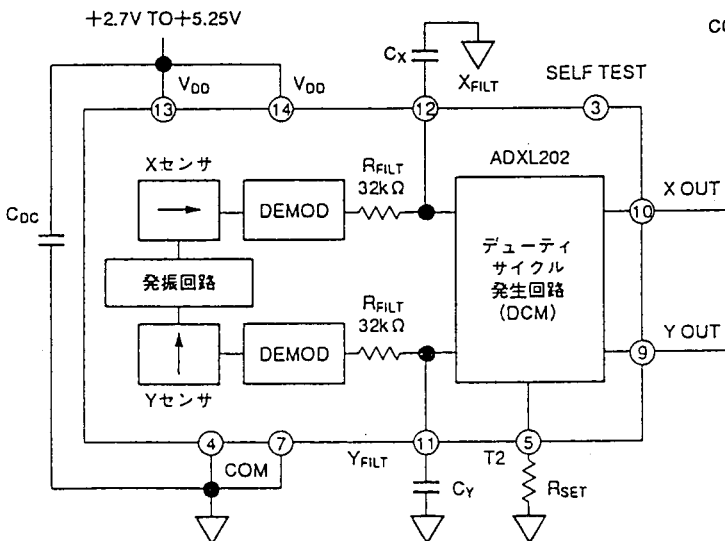 +2.7V TO+5.25V
CX
XFILT
SELF TEST
VDD
VDD
13
14
12
3
Xセンサ
RFILT
32kΩ
ADXL202
X OUT
CDC
DEMOD
10
発振回路
デューティ
サイクル
発生回路
(DCM)
RFILT
32kΩ
Y OUT
DEMOD
9
Yセンサ
4
7
11
5
COM
YFILT
T2
CY
RSET